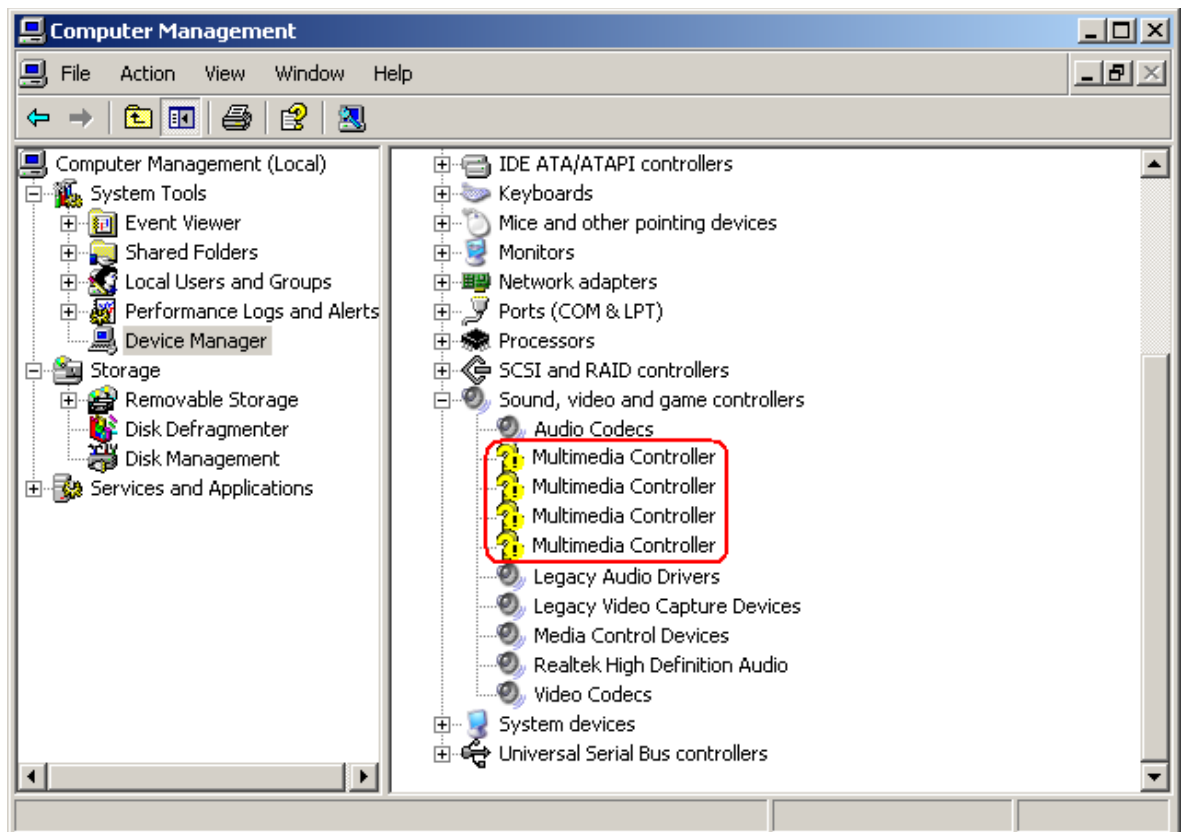 Computer Management
File Action View Window Help
Computer Management (Local)
System Tools
Event Viewer
Shared Folders
Local Users and Groups
Performance Logs and Alerts
Device Manager
Storage
Removable Storage
Disk Defragmenter
Disk Management
Services and Applications
IDE ATA/ATAPI controllers
Keyboards
Mice and other pointing devices
Monitors
Network adapters
Ports (COM & LPT)
Processors
SCSI and RAID controllers
Sound, video and game controllers
Audio Codecs
Multimedia Controller
Multimedia Controller
Multimedia Controller
Multimedia Controller
Legacy Audio Drivers
Legacy Video Capture Devices
Media Control Devices
Realtek High Definition Audio
Video Codecs
System devices
Universal Serial Bus controllers